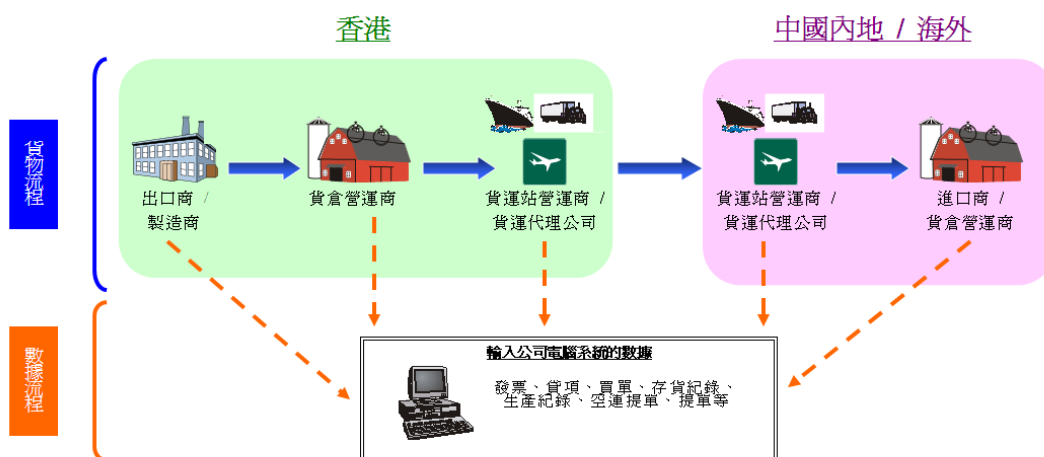 香港
中國內地 / 海外
貨物流程
出口商 /
製造商
貨倉營運商
貨運站營運商 /
貨運代理公司
貨運站營運商 /
貨運代理公司
進口商 /
貨倉營運商
數據流程
輸入公司電腦系統的數據
發票、貸項、買單、存貨紀錄、
生產紀錄、空運提單、提單等